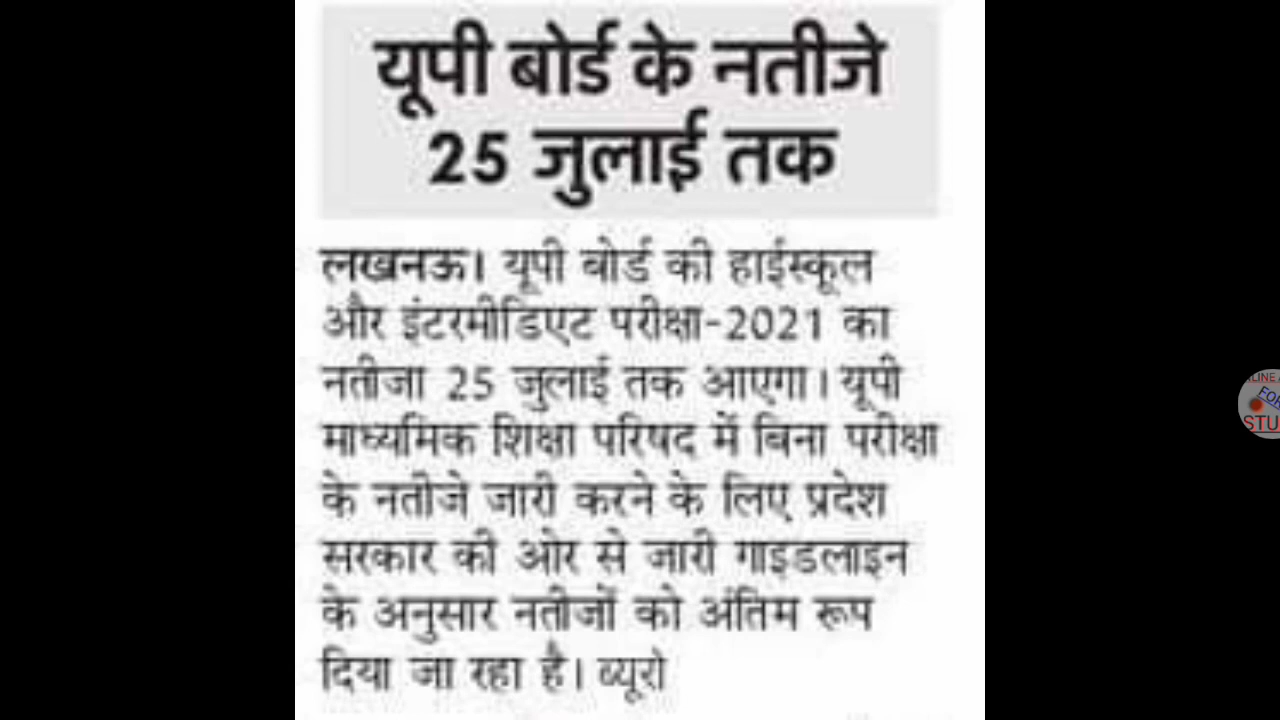 यूपी बोर्ड के नतीजे
25 जुलाई तक
लखनऊ। यूपी बोर्ड की हाईस्कूल
और इंटरमीडिएट परीक्षा-2021 का
नतीजा 25 जुलाई तक आएगा। यूपी
माध्यमिक शिक्षा परिषद में बिना परीक्षा
के नतीजे जारी करने के लिए प्रदेश
सरकार की ओर से जारी गाइडलाइन
के अनुसार नतीजों को अंतिम रूप
दिया जा रहा है। ब्यूरो